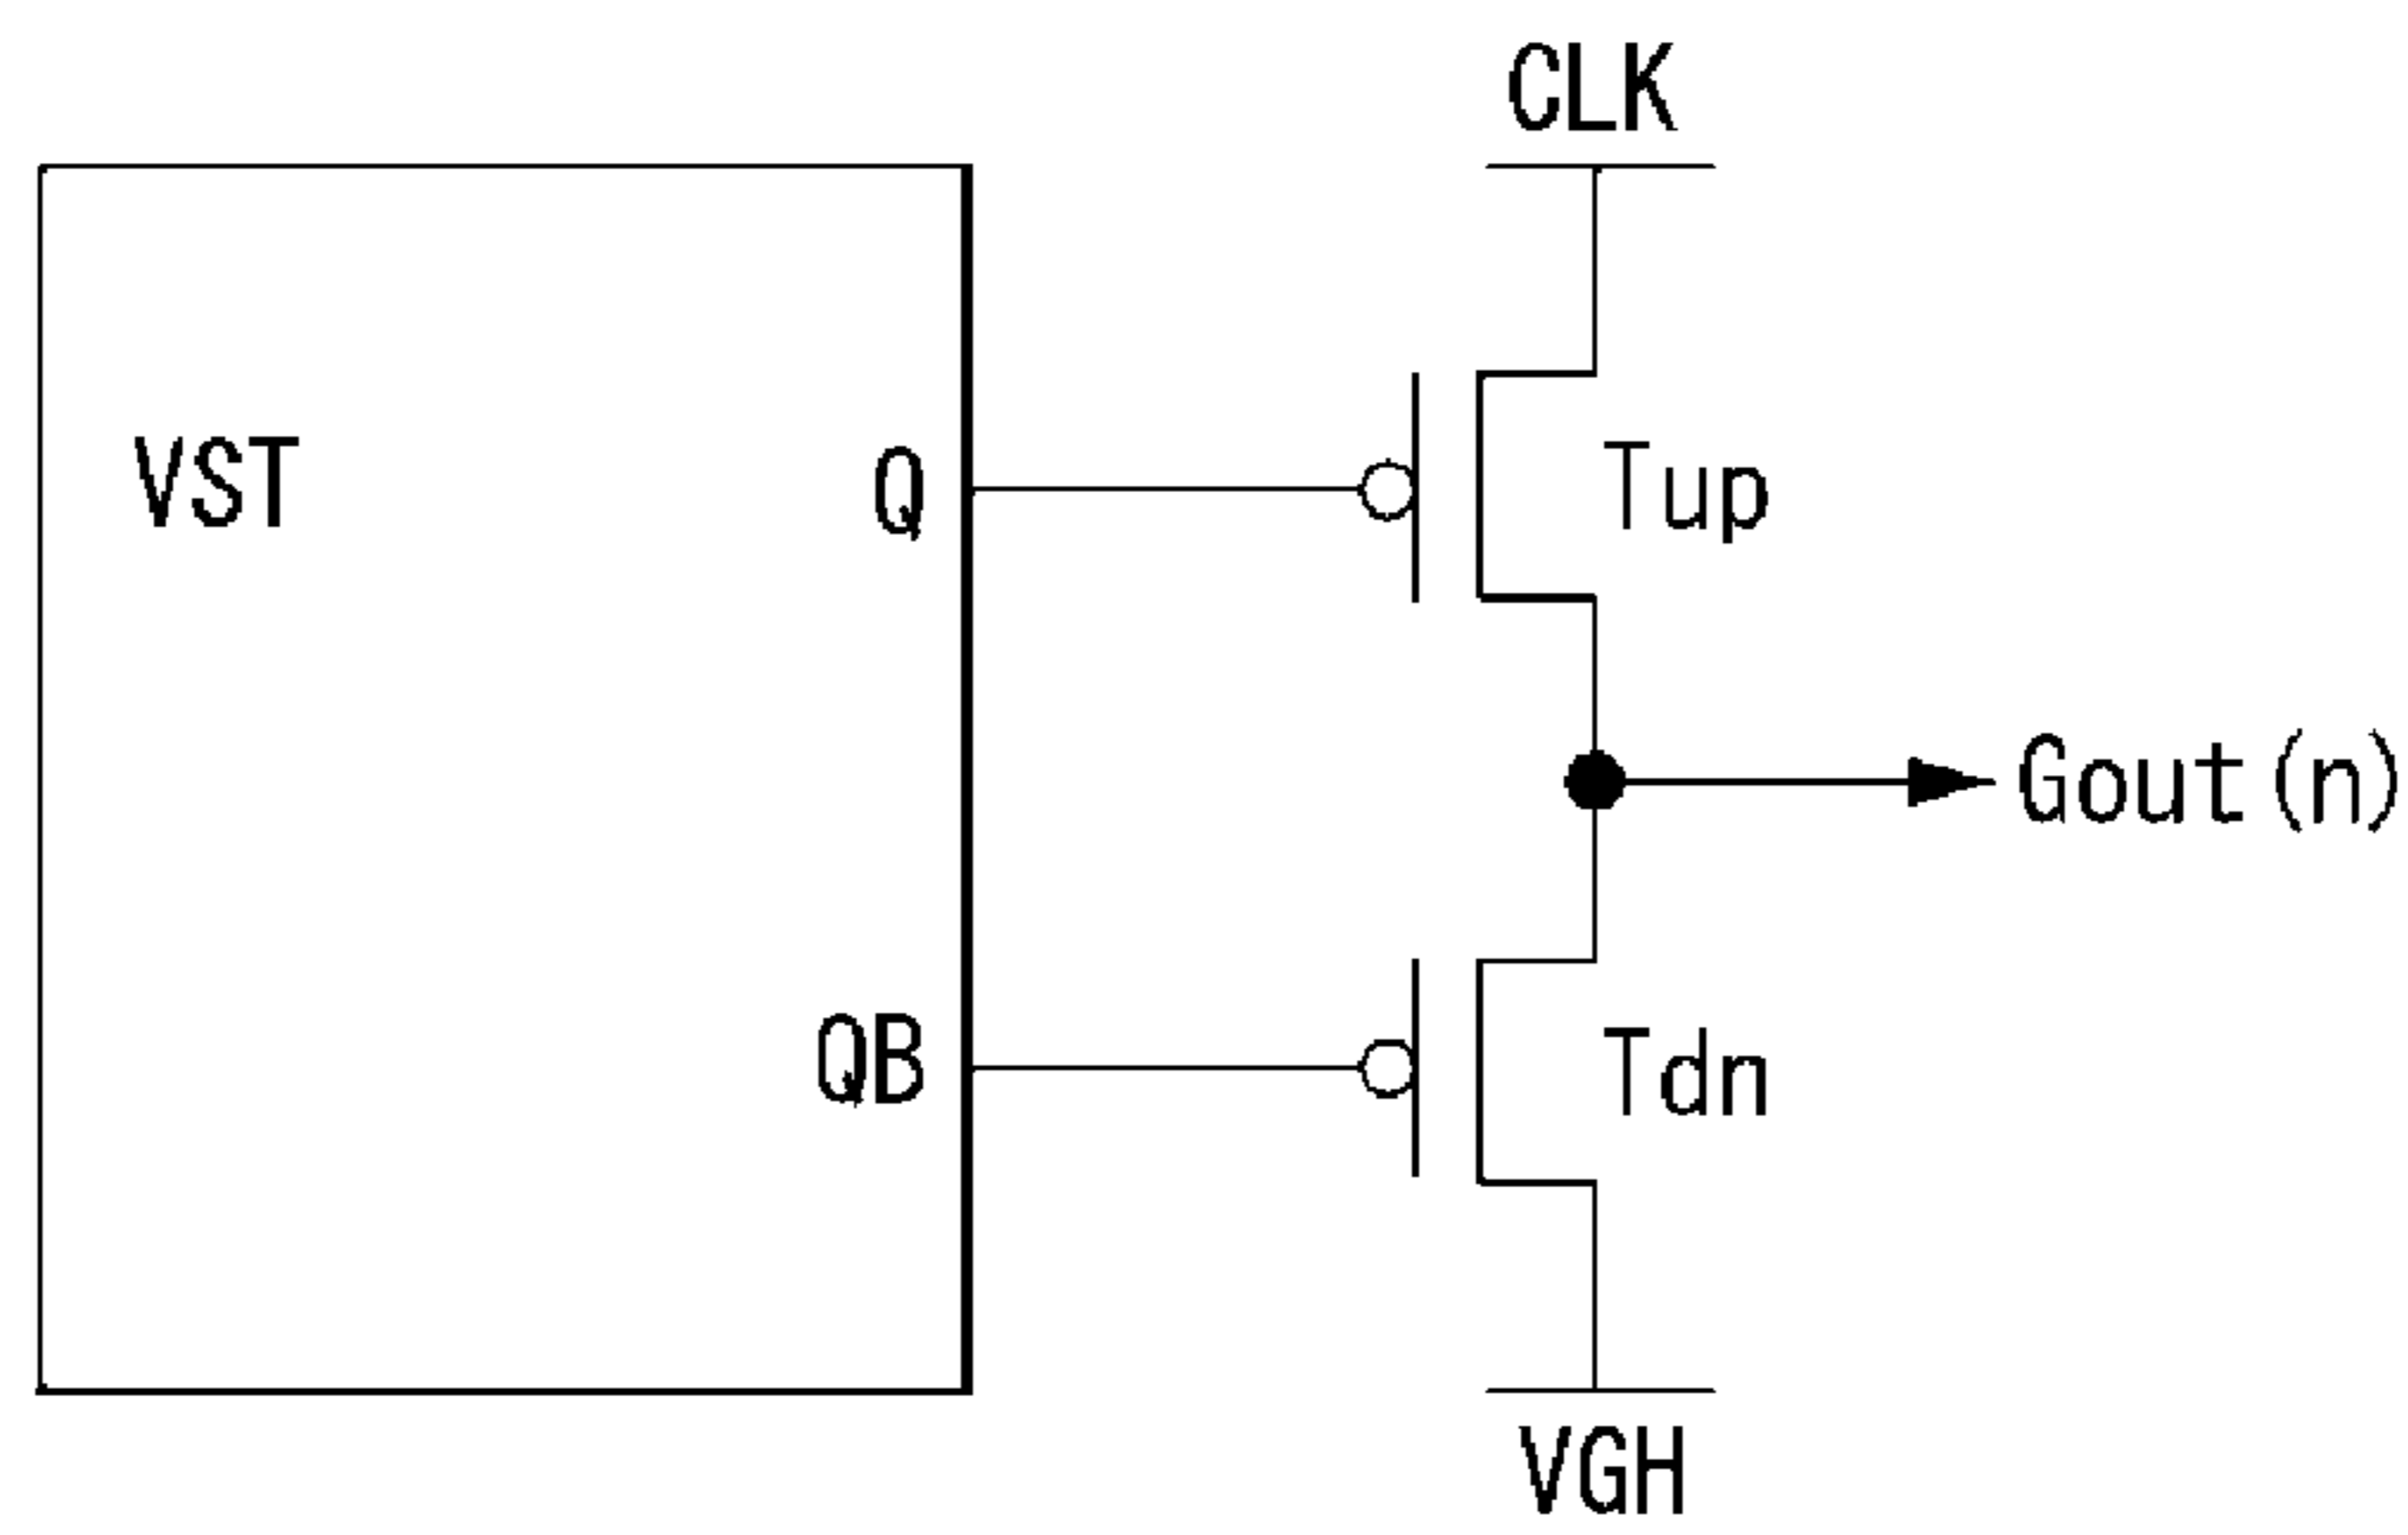 CLK
VST
Q
Tup
Gout(n)
QB
Tdn
VGH